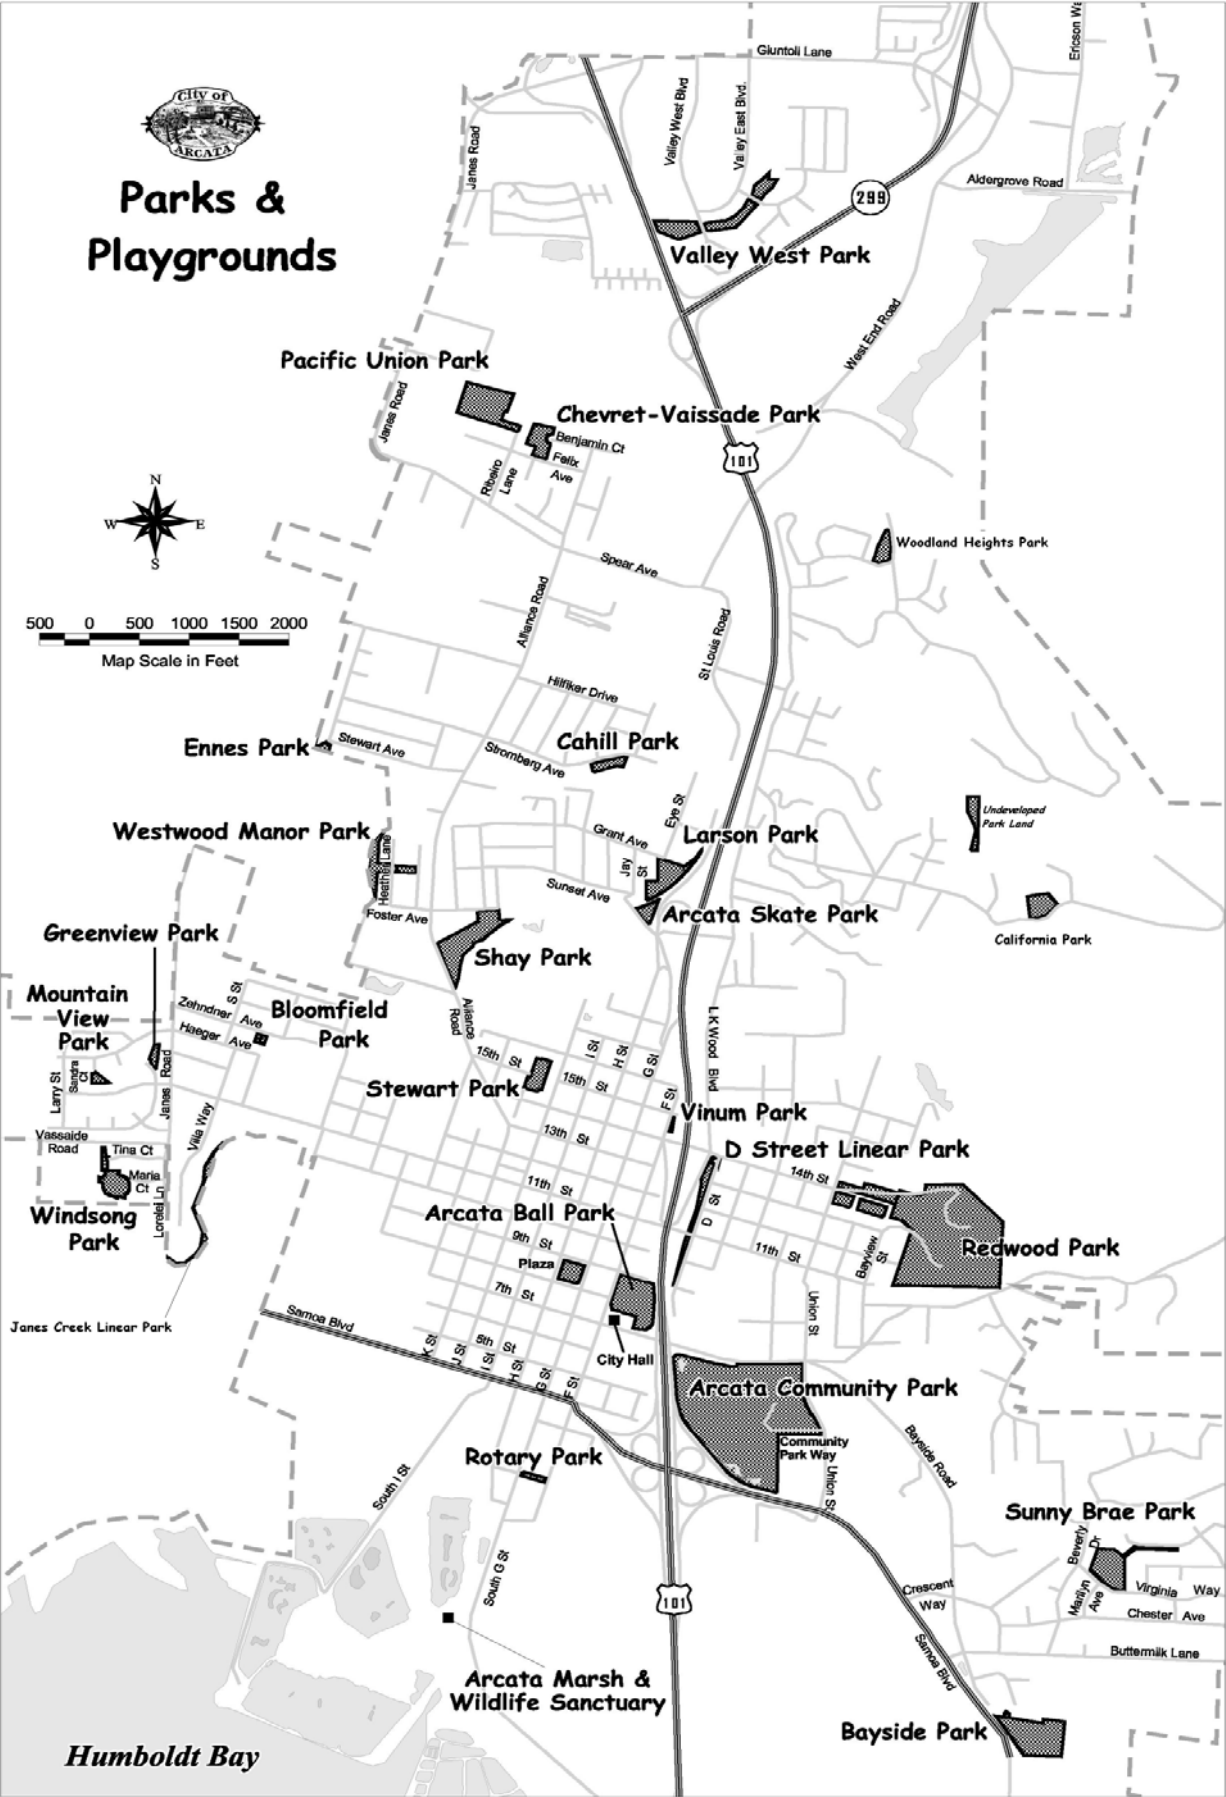 City of
ARCATA
Parks &
Playgrounds
Giuntoli Lane
Ericson Wa
Valley West Blvd
Valley East Blvd.
Janes Road
299
Aldergrove Road
Valley West Park
West End Road
Pacific Union Park
Janes Road
Chevret-Vaissade Park
Benjamin Ct
Felix
Ave
Ribeiro
Lane
101
N
W
E
S
Woodland Heights Park
Spear Ave
Alliance Road
St Louis Road
500 0 500 1000 1500 2000
Map Scale in Feet
Hilfiker Drive
Ennes Park
Stewart Ave
Stromberg Ave
Cahill Park
Eye St
Undeveloped
Park Land
Westwood Manor Park
Heather Lane
Grant Ave
Larson Park
Jay
St
Sunset Ave
Foster Ave
Arcata Skate Park
California Park
Greenview Park
Shay Park
Mountain
View
Park
S St
Zehndner Ave
Haeger Ave
Bloomfield
Park
Alliance
Road
L K Wood Blvd
Larry St
Sandra
Ct
Janes Road
15th St
Stewart Park
15th St
I St
H St
G St
F St
Vinum Park
Villa Way
13th St
D Street Linear Park
Vassaide
Road
Tina Ct
Maria
Ct
14th St
11th St
D St
Windsong
Park
Lorelei Ln
Arcata Ball Park
9th St
11th St
Bayview
St
Redwood Park
Plaza
7th St
Janes Creek Linear Park
Samoa Blvd
Union St
5th St
K St
J St
I St
H St
G St
F St
City Hall
Arcata Community Park
Community
Park Way
Union St
Bayside Road
Rotary Park
South I St
Sunny Brae Park
Beverly
Dr
South G St
101
Crescent
Way
Marilyn
Ave
Virginia Way
Chester Ave
Samoa Blvd
Buttermilk Lane
Arcata Marsh &
Wildlife Sanctuary
Bayside Park
Humboldt Bay